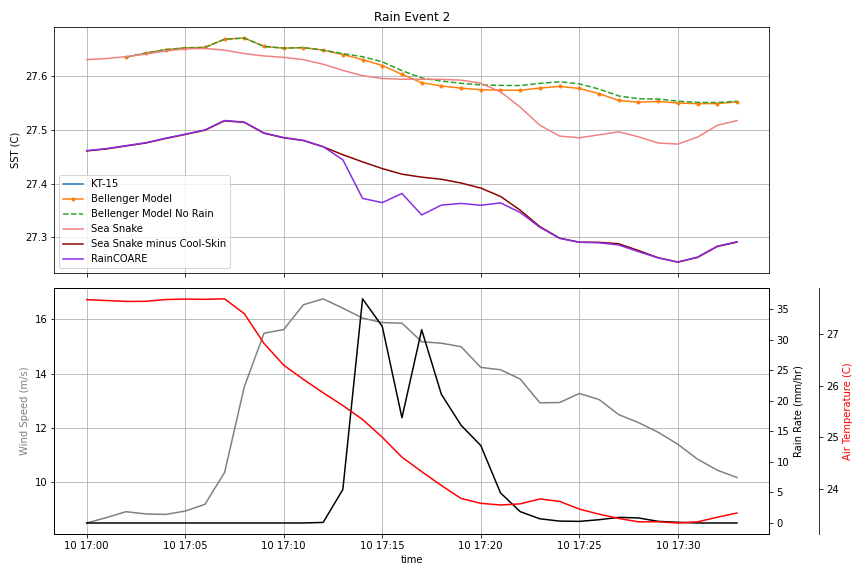 Rain Event 2
27.6
27.5
27.4
27.3
SST (C)
KT-15
Bellenger Model
Bellenger Model No Rain
Sea Snake
Sea Snake minus Cool-Skin
RainCOARE
16
14
12
10
Wind Speed (m/s)
35
30
25
20
15
10
5
0
Rain Rate (mm/hr)
27
26
25
24
Air Temperature (C)
10 17:00 10 17:05 10 17:10 10 17:15 10 17:20 10 17:25 10 17:30
time